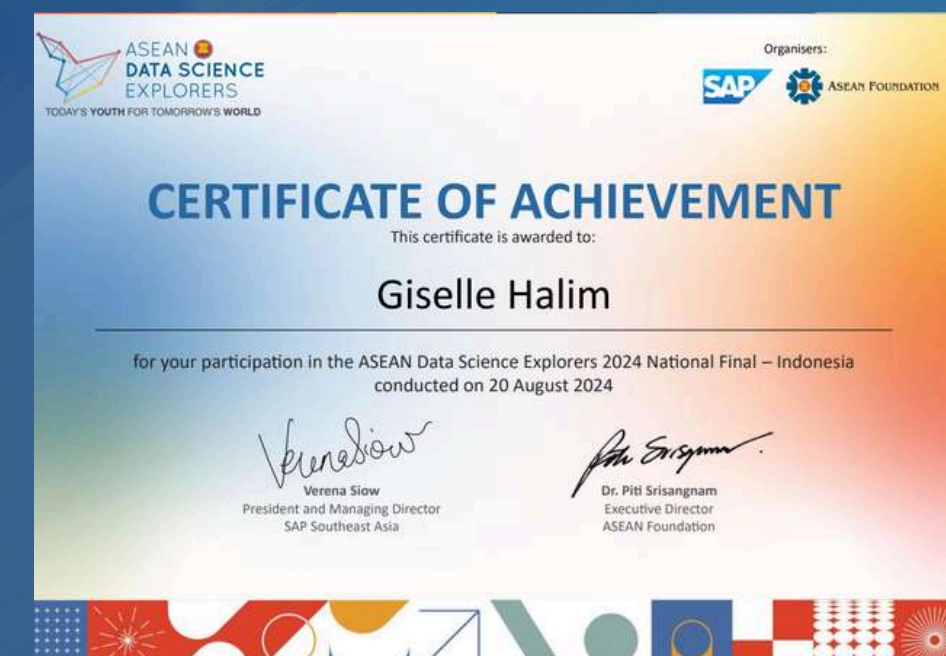 ASEAN
DATA SCIENCE
EXPLORERS
TODAY'S YOUTH FOR TOMORROW'S WORLD
Organisers:
SAP
ASEAN FOUNDATION
CERTIFICATE OF ACHIEVEMENT
This certificate is awarded to:
Giselle Halim
for your participation in the ASEAN Data Science Explorers 2024 National Final – Indonesia
conducted on 20 August 2024
Verena Siow
Verena Siow
President and Managing Director
SAP Southeast Asia
Dr. Piti Srisangnam
Executive Director
ASEAN Foundation